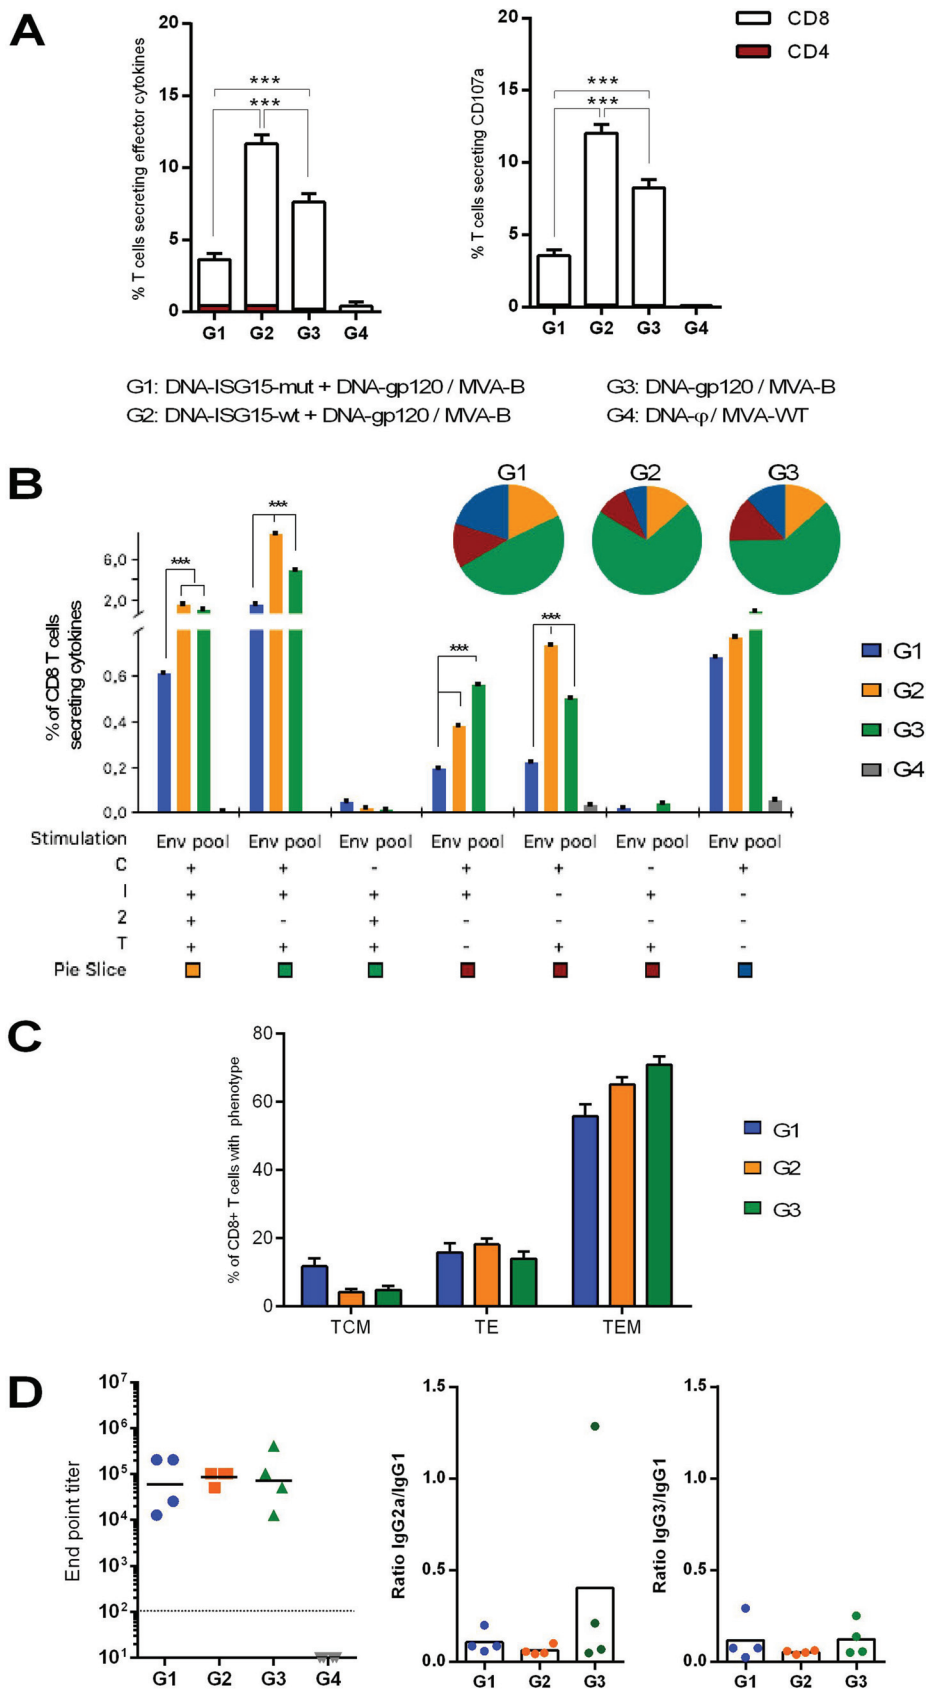 A
% T cells secreting effector cytokines
20
15
10
5
0
***
***
G1 G2 G3 G4
% T cells secreting CD107a
20
15
10
5
0
***
***
G1 G2 G3 G4
CD8
CD4
G1: DNA-ISG15-mut + DNA-gp120 / MVA-B
G3: DNA-gp120 / MVA-B
G2: DNA-ISG15-wt + DNA-gp120 / MVA-B
G4: DNA-φ / MVA-WT
B
G1 G2 G3
% of CD8 T cells
secreting cytokines
6,0
2,0
0,6
0,4
0,2
0,0
***
***
***
***
G1
G2
G3
G4
Stimulation Env pool Env pool Env pool Env pool Env pool Env pool Env pool
C + + - + + - +
I + + + + - + -
2 + - + - - - -
T + + + - + + -
Pie Slice
C
% of CD8+ T cells with phenotype
80
60
40
20
0
TCM TE TEM
G1
G2
G3
D
End point titer
10⁷
10⁶
10⁵
10⁴
10³
10²
10¹
G1 G2 G3 G4
Ratio IgG2a/IgG1
1.5
1.0
0.5
0.0
G1 G2 G3
Ratio IgG3/IgG1
1.5
1.0
0.5
0.0
G1 G2 G3